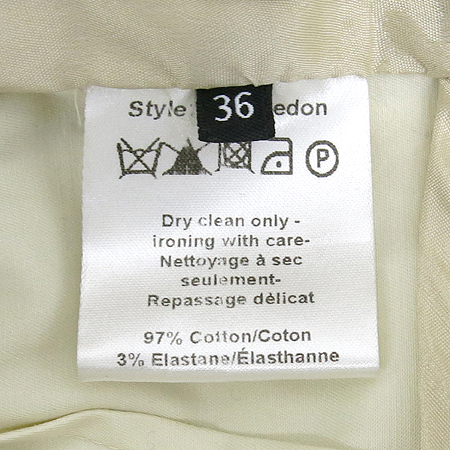 Style 36 edon
P
Dry clean only -
ironing with care-
Nettoyage à sec
seulement-
Repassage délicat
97% Cotton/Coton
3% Elastane/Élasthanne